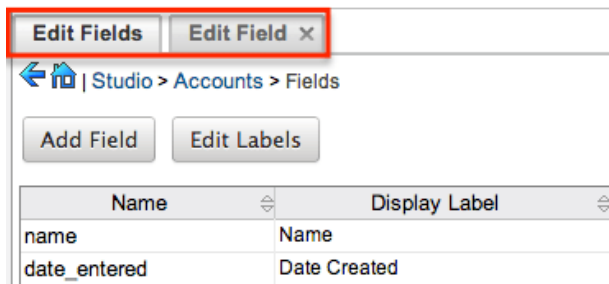 Edit Fields Edit Field ×
| Studio > Accounts > Fields
Add Field Edit Labels
Name Display Label
name Name
date_entered Date Created